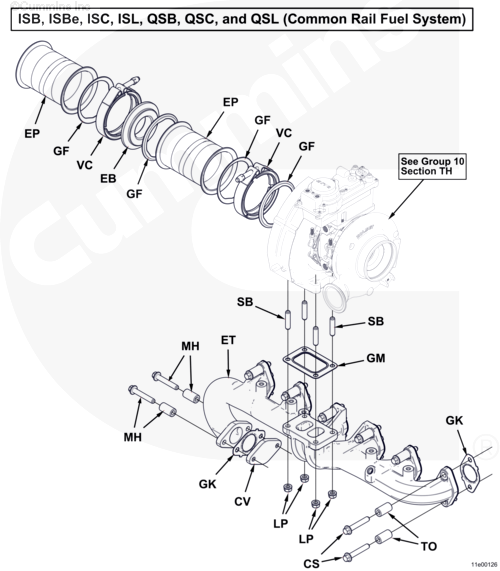 ©Cummins Inc
ISB, ISBe, ISC, ISL, QSB, QSC, and QSL (Common Rail Fuel System)
EP
GF
VC
EB
GF
EP
GF
VC
GF
See Group 10
Section TH
SB
SB
GM
ET
MH
MH
GK
CV
LP
LP
GK
CS
TO
11e00126
Cummins